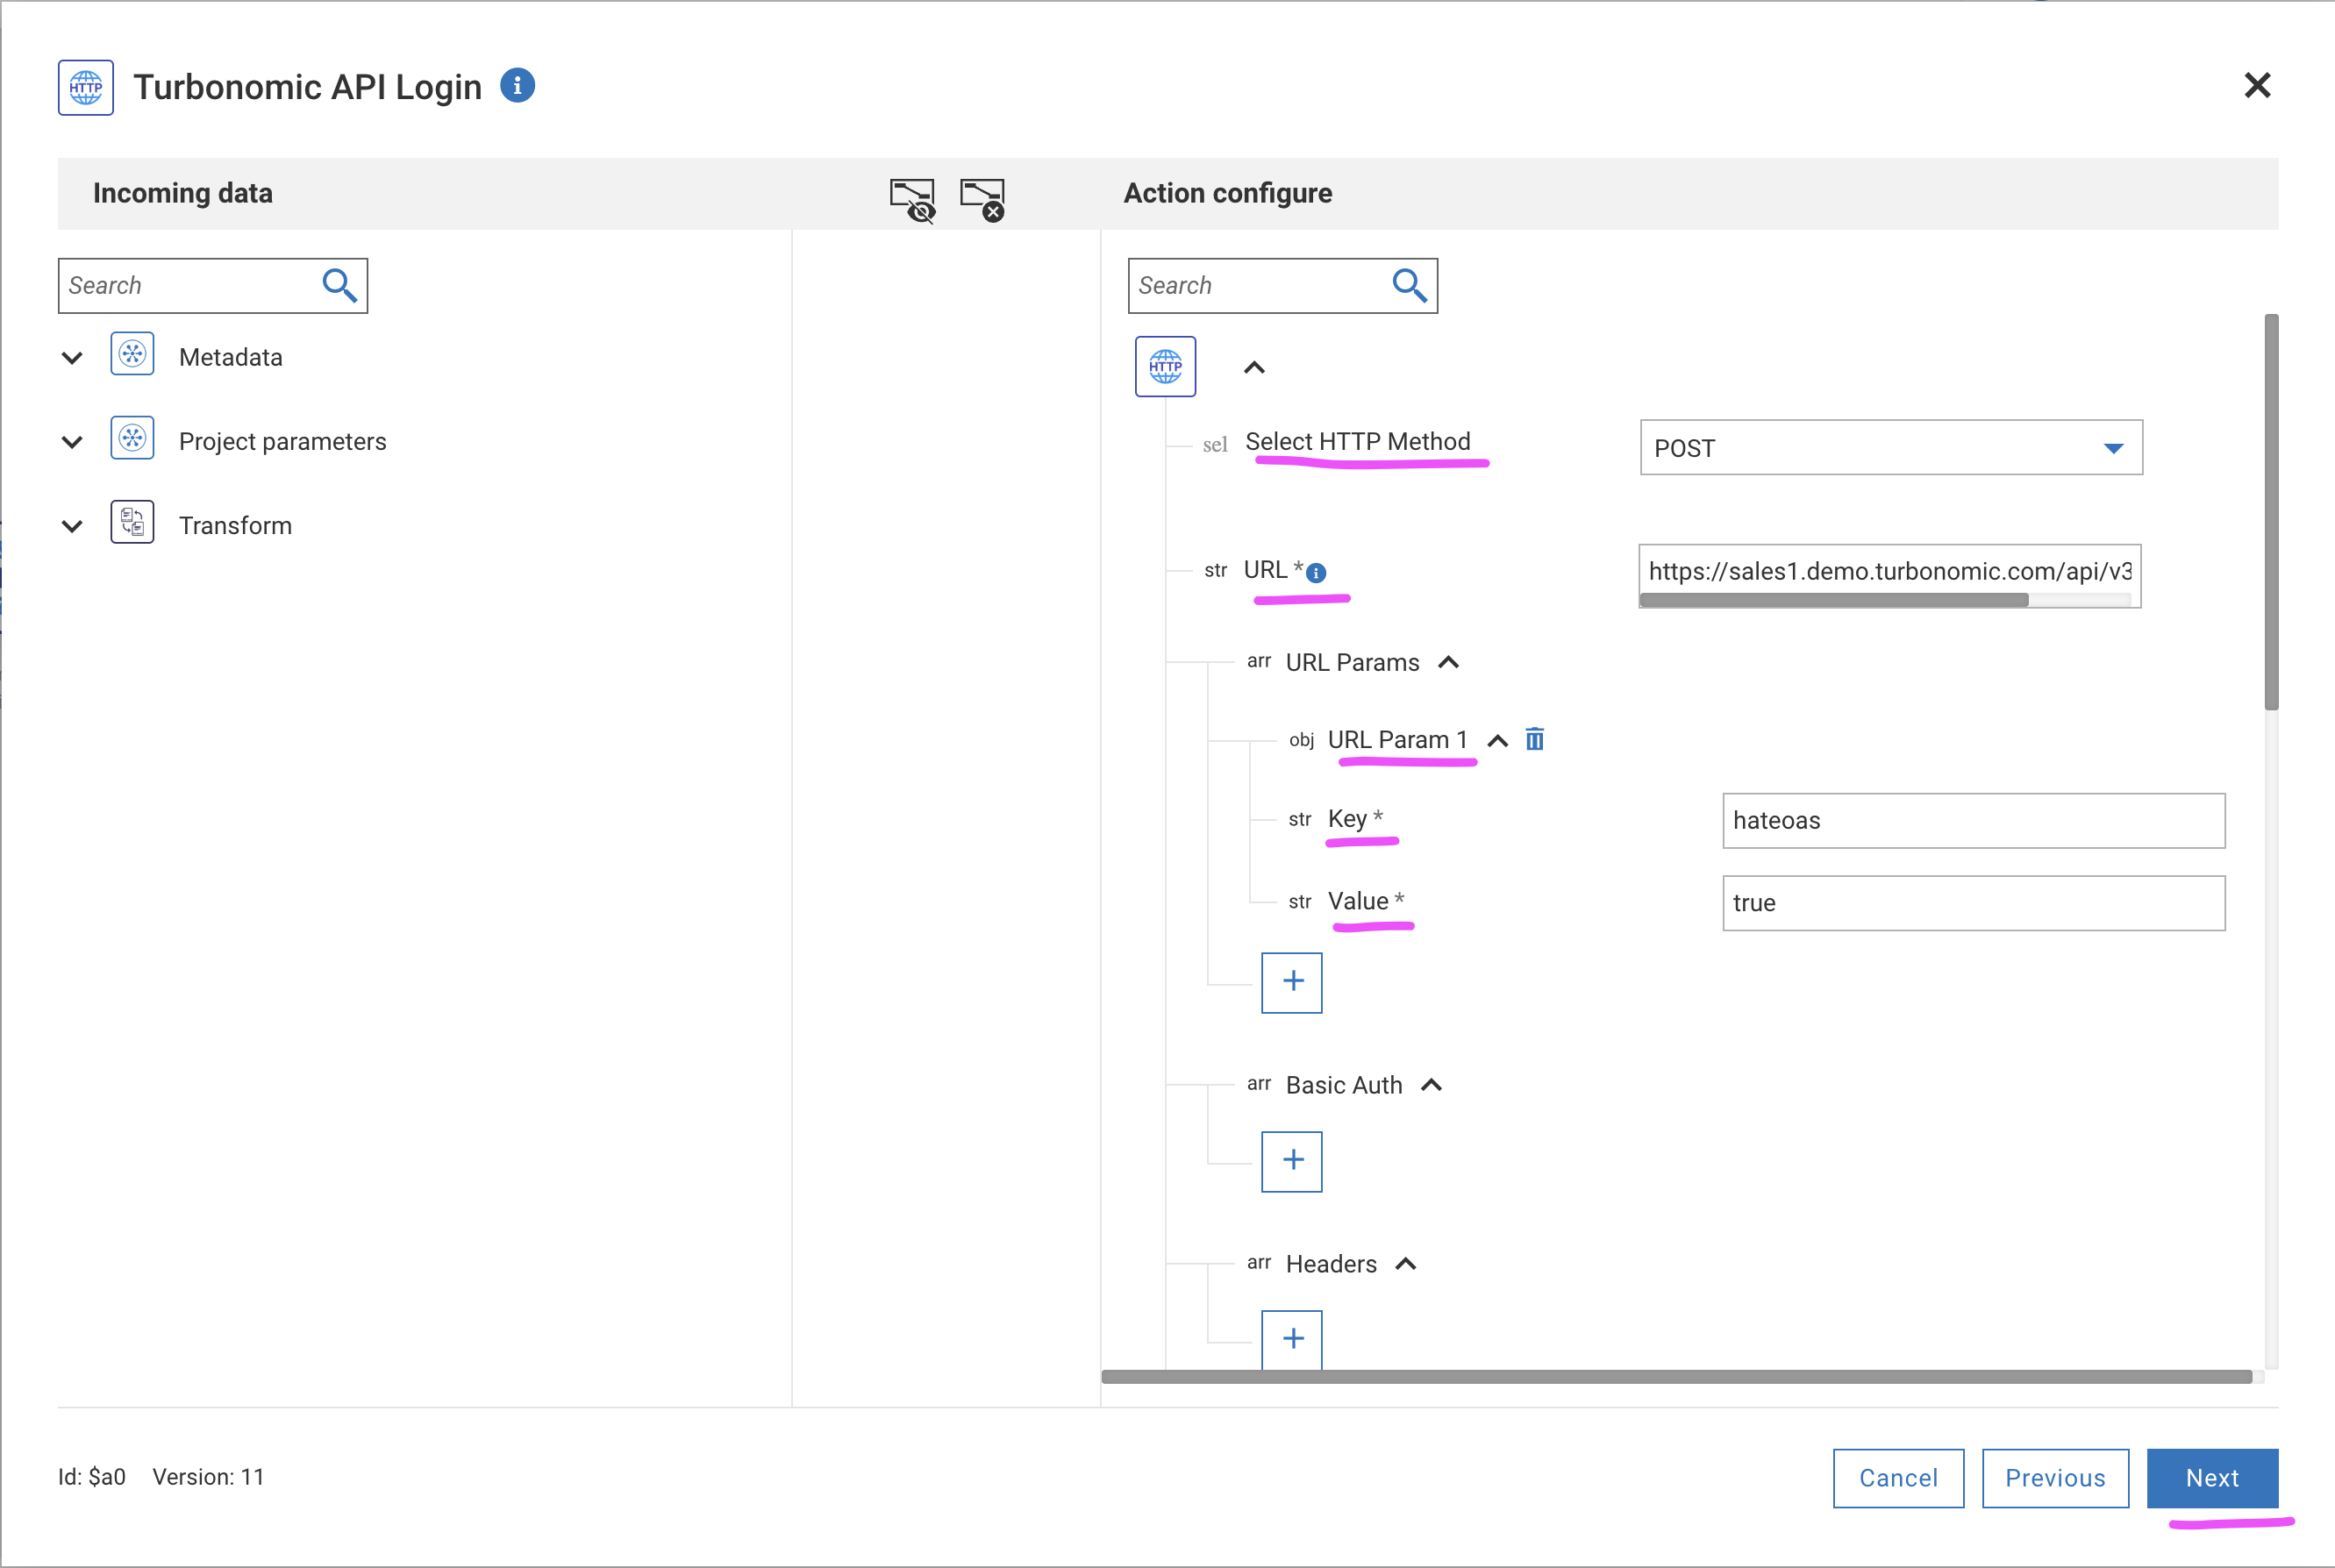 HTTP Turbonomic API Login i
Incoming data
Action configure
Search
Metadata
Project parameters
Transform
Search
HTTP
sel Select HTTP Method POST
str URL * i https://sales1.demo.turbonomic.com/api/v3
arr URL Params
obj URL Param 1
str Key * hateoas
str Value * true
+
arr Basic Auth
+
arr Headers
+
Id: $a0 Version: 11
Cancel Previous Next